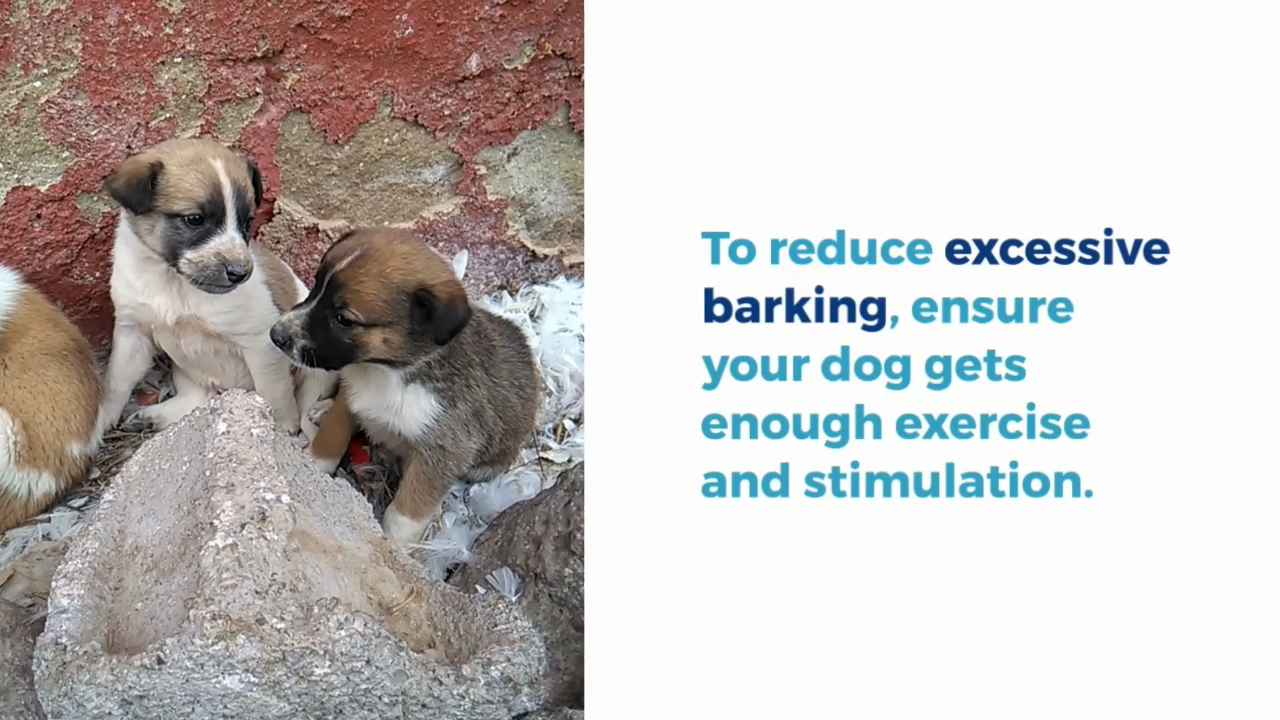 To reduce excessive
barking, ensure
your dog gets
enough exercise
and stimulation.